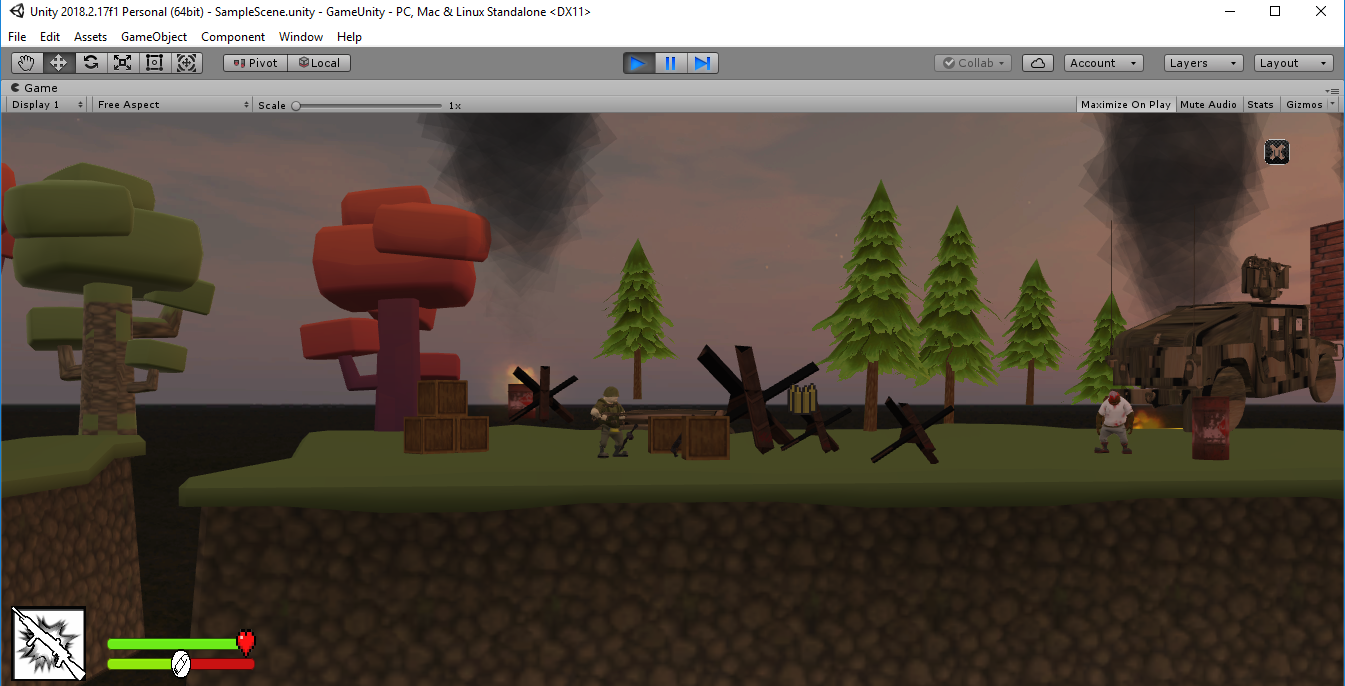 Unity 2018.2.17f1 Personal (64bit) - SampleScene.unity - GameUnity - PC, Mac & Linux Standalone <DX11>
File Edit Assets GameObject Component Window Help
Pivot Local Collab Account Layers Layout
Game
Display 1 Free Aspect Scale 1x Maximize On Play Mute Audio Stats Gizmos